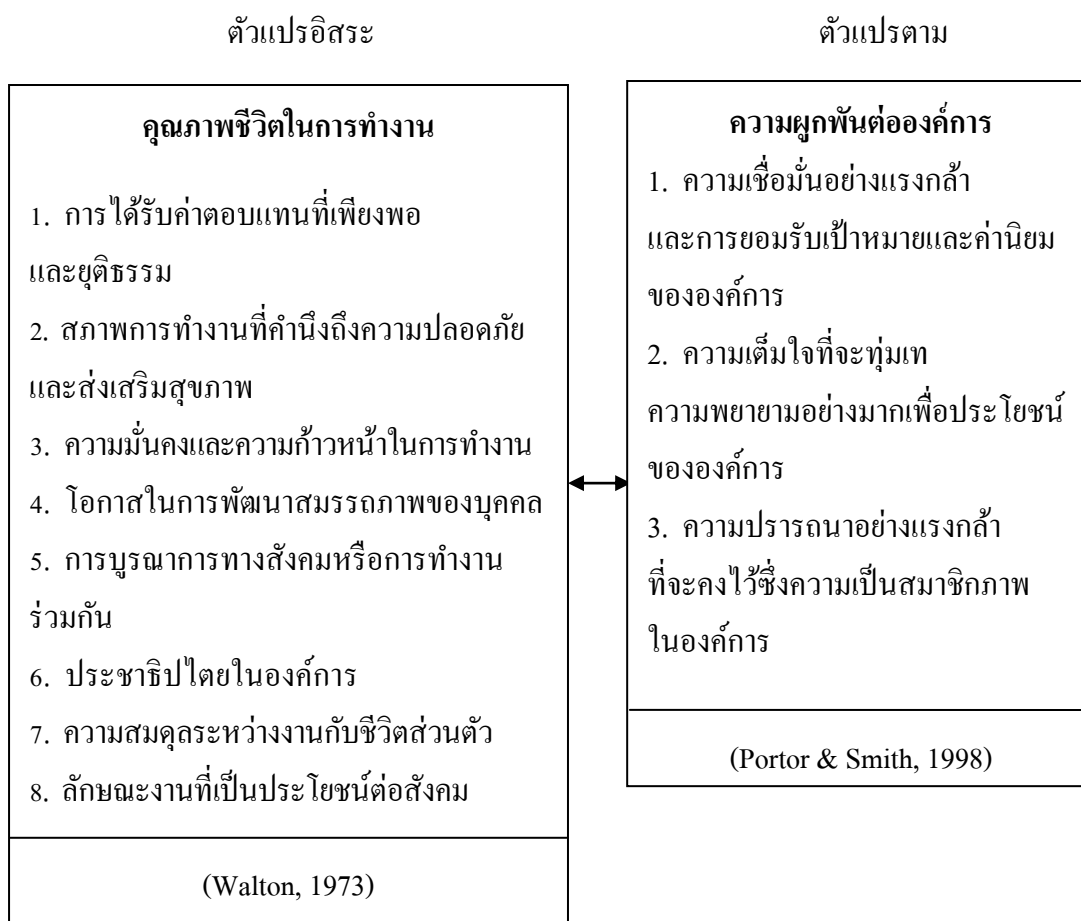 ตัวแปรอิสระ
ตัวแปรตาม
คุณภาพชีวิตในการทำงาน
1. การได้รับค่าตอบแทนที่เพียงพอ
และยุติธรรม
2. สภาพการทำงานที่คำนึงถึงความปลอดภัย
และส่งเสริมสุขภาพ
3. ความมั่นคงและความก้าวหน้าในการทำงาน
4. โอกาสในการพัฒนาสมรรถภาพของบุคคล
5. การบูรณาการทางสังคมหรือการทำงาน
ร่วมกัน
6. ประชาธิปไตยในองค์การ
7. ความสมดุลระหว่างงานกับชีวิตส่วนตัว
8. ลักษณะงานที่เป็นประโยชน์ต่อสังคม
(Walton, 1973)
ความผูกพันต่อองค์การ
1. ความเชื่อมั่นอย่างแรงกล้า
และการยอมรับเป้าหมายและค่านิยม
ขององค์การ
2. ความเต็มใจที่จะทุ่มเท
ความพยายามอย่างมากเพื่อประโยชน์
ขององค์การ
3. ความปรารถนาอย่างแรงกล้า
ที่จะคงไว้ซึ่งความเป็นสมาชิกภาพ
ในองค์การ
(Portor & Smith, 1998)